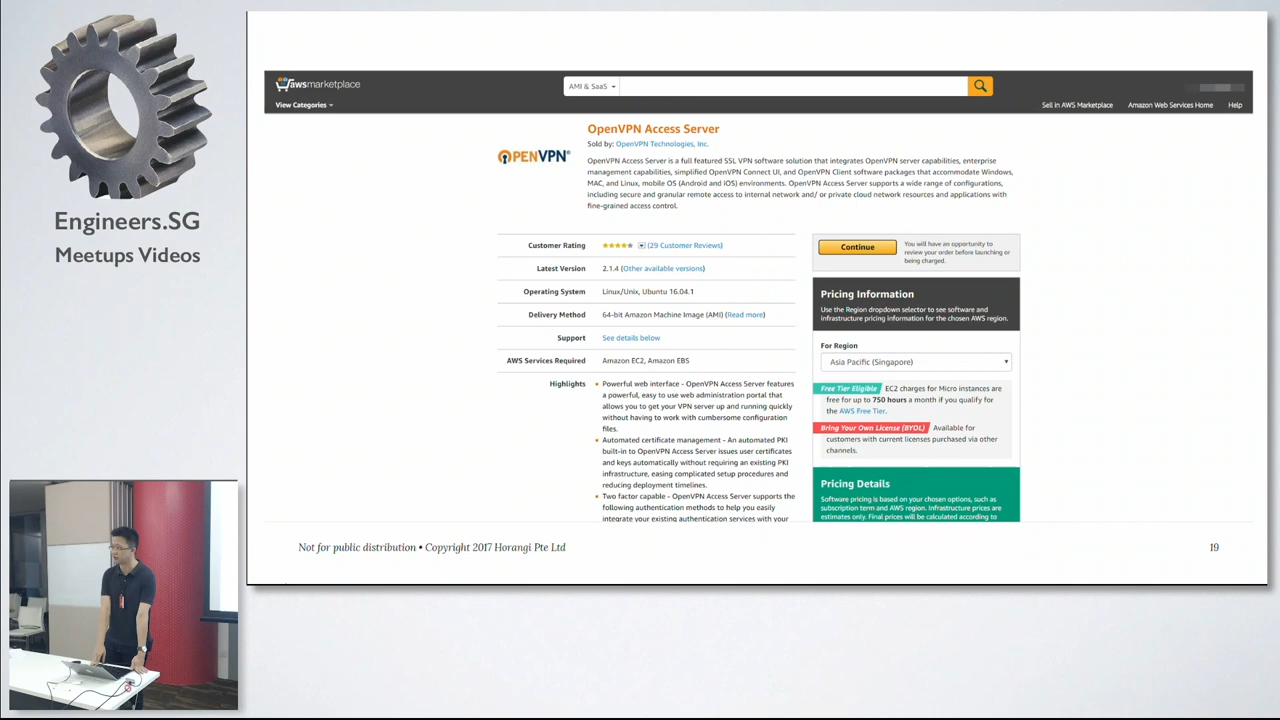 Engineers.SG
Meetups Videos
awsmarketplace
AMI & SaaS
View Categories
Sell in AWS Marketplace
Amazon Web Services Home
Help
OpenVPN Access Server
Sold by: OpenVPN Technologies, Inc.
OPENVPN
OpenVPN Access Server is a full featured SSL VPN software solution that integrates OpenVPN server capabilities, enterprise
management capabilities, simplified OpenVPN Connect UI, and OpenVPN Client software packages that accommodate Windows,
MAC, and Linux, mobile OS (Android and iOS) environments. OpenVPN Access Server supports a wide range of configurations,
including secure and granular remote access to internal network and/ or private cloud network resources and applications with
fine-grained access control.
Customer Rating (29 Customer Reviews)
Latest Version 2.1.4 (Other available versions)
Operating System Linux/Unix, Ubuntu 16.04.1
Delivery Method 64-bit Amazon Machine Image (AMI) (Read more)
Support See details below
AWS Services Required Amazon EC2, Amazon EBS
Highlights • Powerful web interface - OpenVPN Access Server features
a powerful, easy to use web administration portal that
allows you to get your VPN server up and running quickly
without having to work with cumbersome configuration
files.
• Automated certificate management - An automated PKI
built-in to OpenVPN Access Server issues user certificates
and keys automatically without requiring an existing PKI
infrastructure, easing complicated setup procedures and
reducing deployment timelines.
• Two factor capable - OpenVPN Access Server supports the
following authentication methods to help you easily
integrate your existing authentication services with your
Continue
You will have an opportunity to
review your order before launching or
being charged.
Pricing Information
Use the Region dropdown selector to see software and
infrastructure pricing information for the chosen AWS region.
For Region
Asia Pacific (Singapore)
Free Tier Eligible EC2 charges for Micro instances are
free for up to 750 hours a month if you qualify for
the AWS Free Tier.
Bring Your Own License (BYOL) Available for
customers with current licenses purchased via other
channels.
Pricing Details
Software pricing is based on your chosen options, such as
subscription term and AWS region. Infrastructure prices are
estimates only. Final prices will be calculated according to
Not for public distribution • Copyright 2017 Horangi Pte Ltd
19